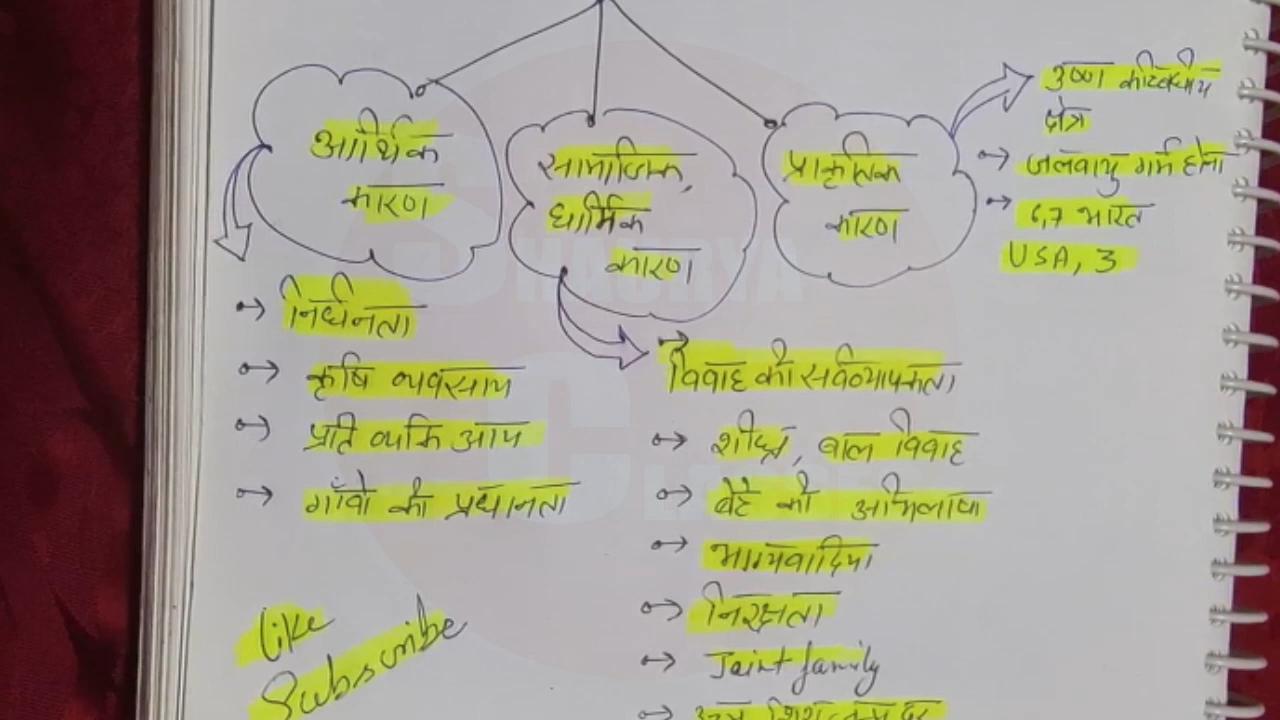 आर्थिक
कारण
→ निर्धनता
→ कृषि व्यवसाय
→ प्रति व्यक्ति आय
→ गाँवों की प्रधानता
सामाजिक,
धार्मिक
कारण
→ विवाह की सर्वव्यापकता
→ शीघ्र, बाल विवाह
→ बेटे की अभिलाषा
→ भाग्यवादिया
→ निरक्षता
→ Joint family
प्राकृतिक
कारण
उष्ण कटिबंधीय
क्षेत्र
→ जलवायु गर्म होना
→ 6,7 भारत
USA, 3
Like
Subscribe